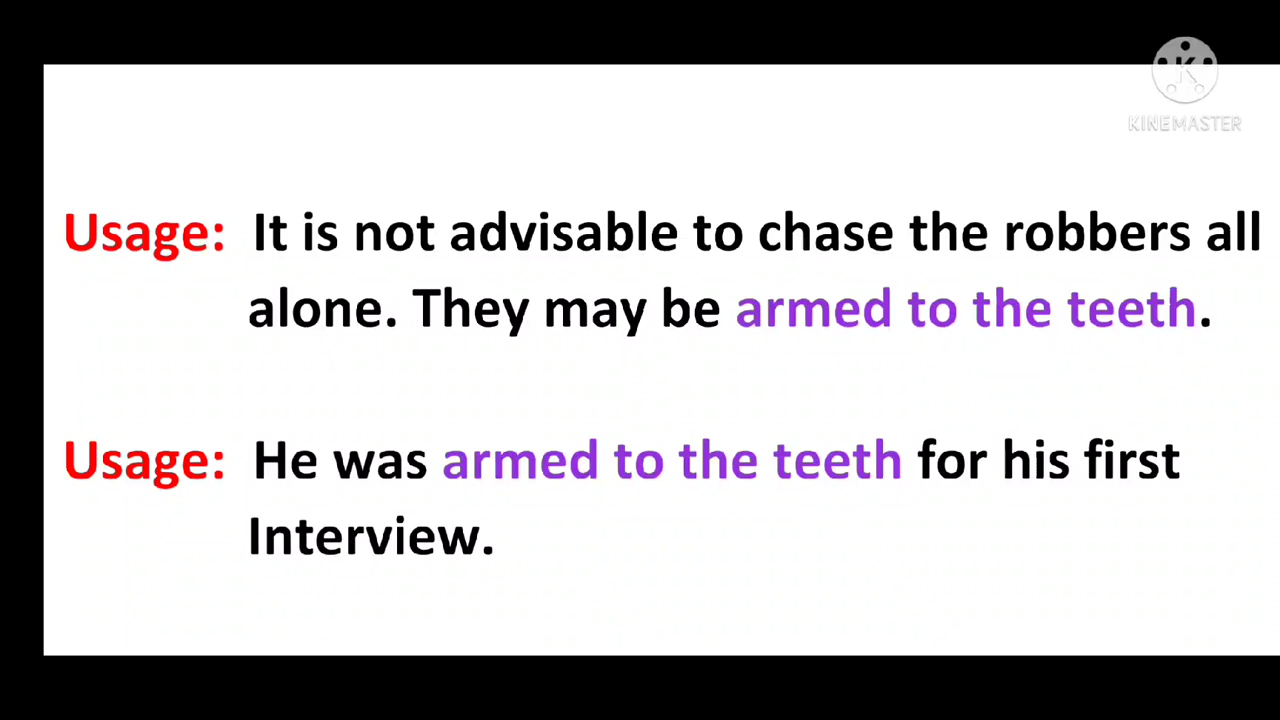 KINEMASTER
Usage: It is not advisable to chase the robbers all
alone. They may be armed to the teeth.
Usage: He was armed to the teeth for his first
Interview.